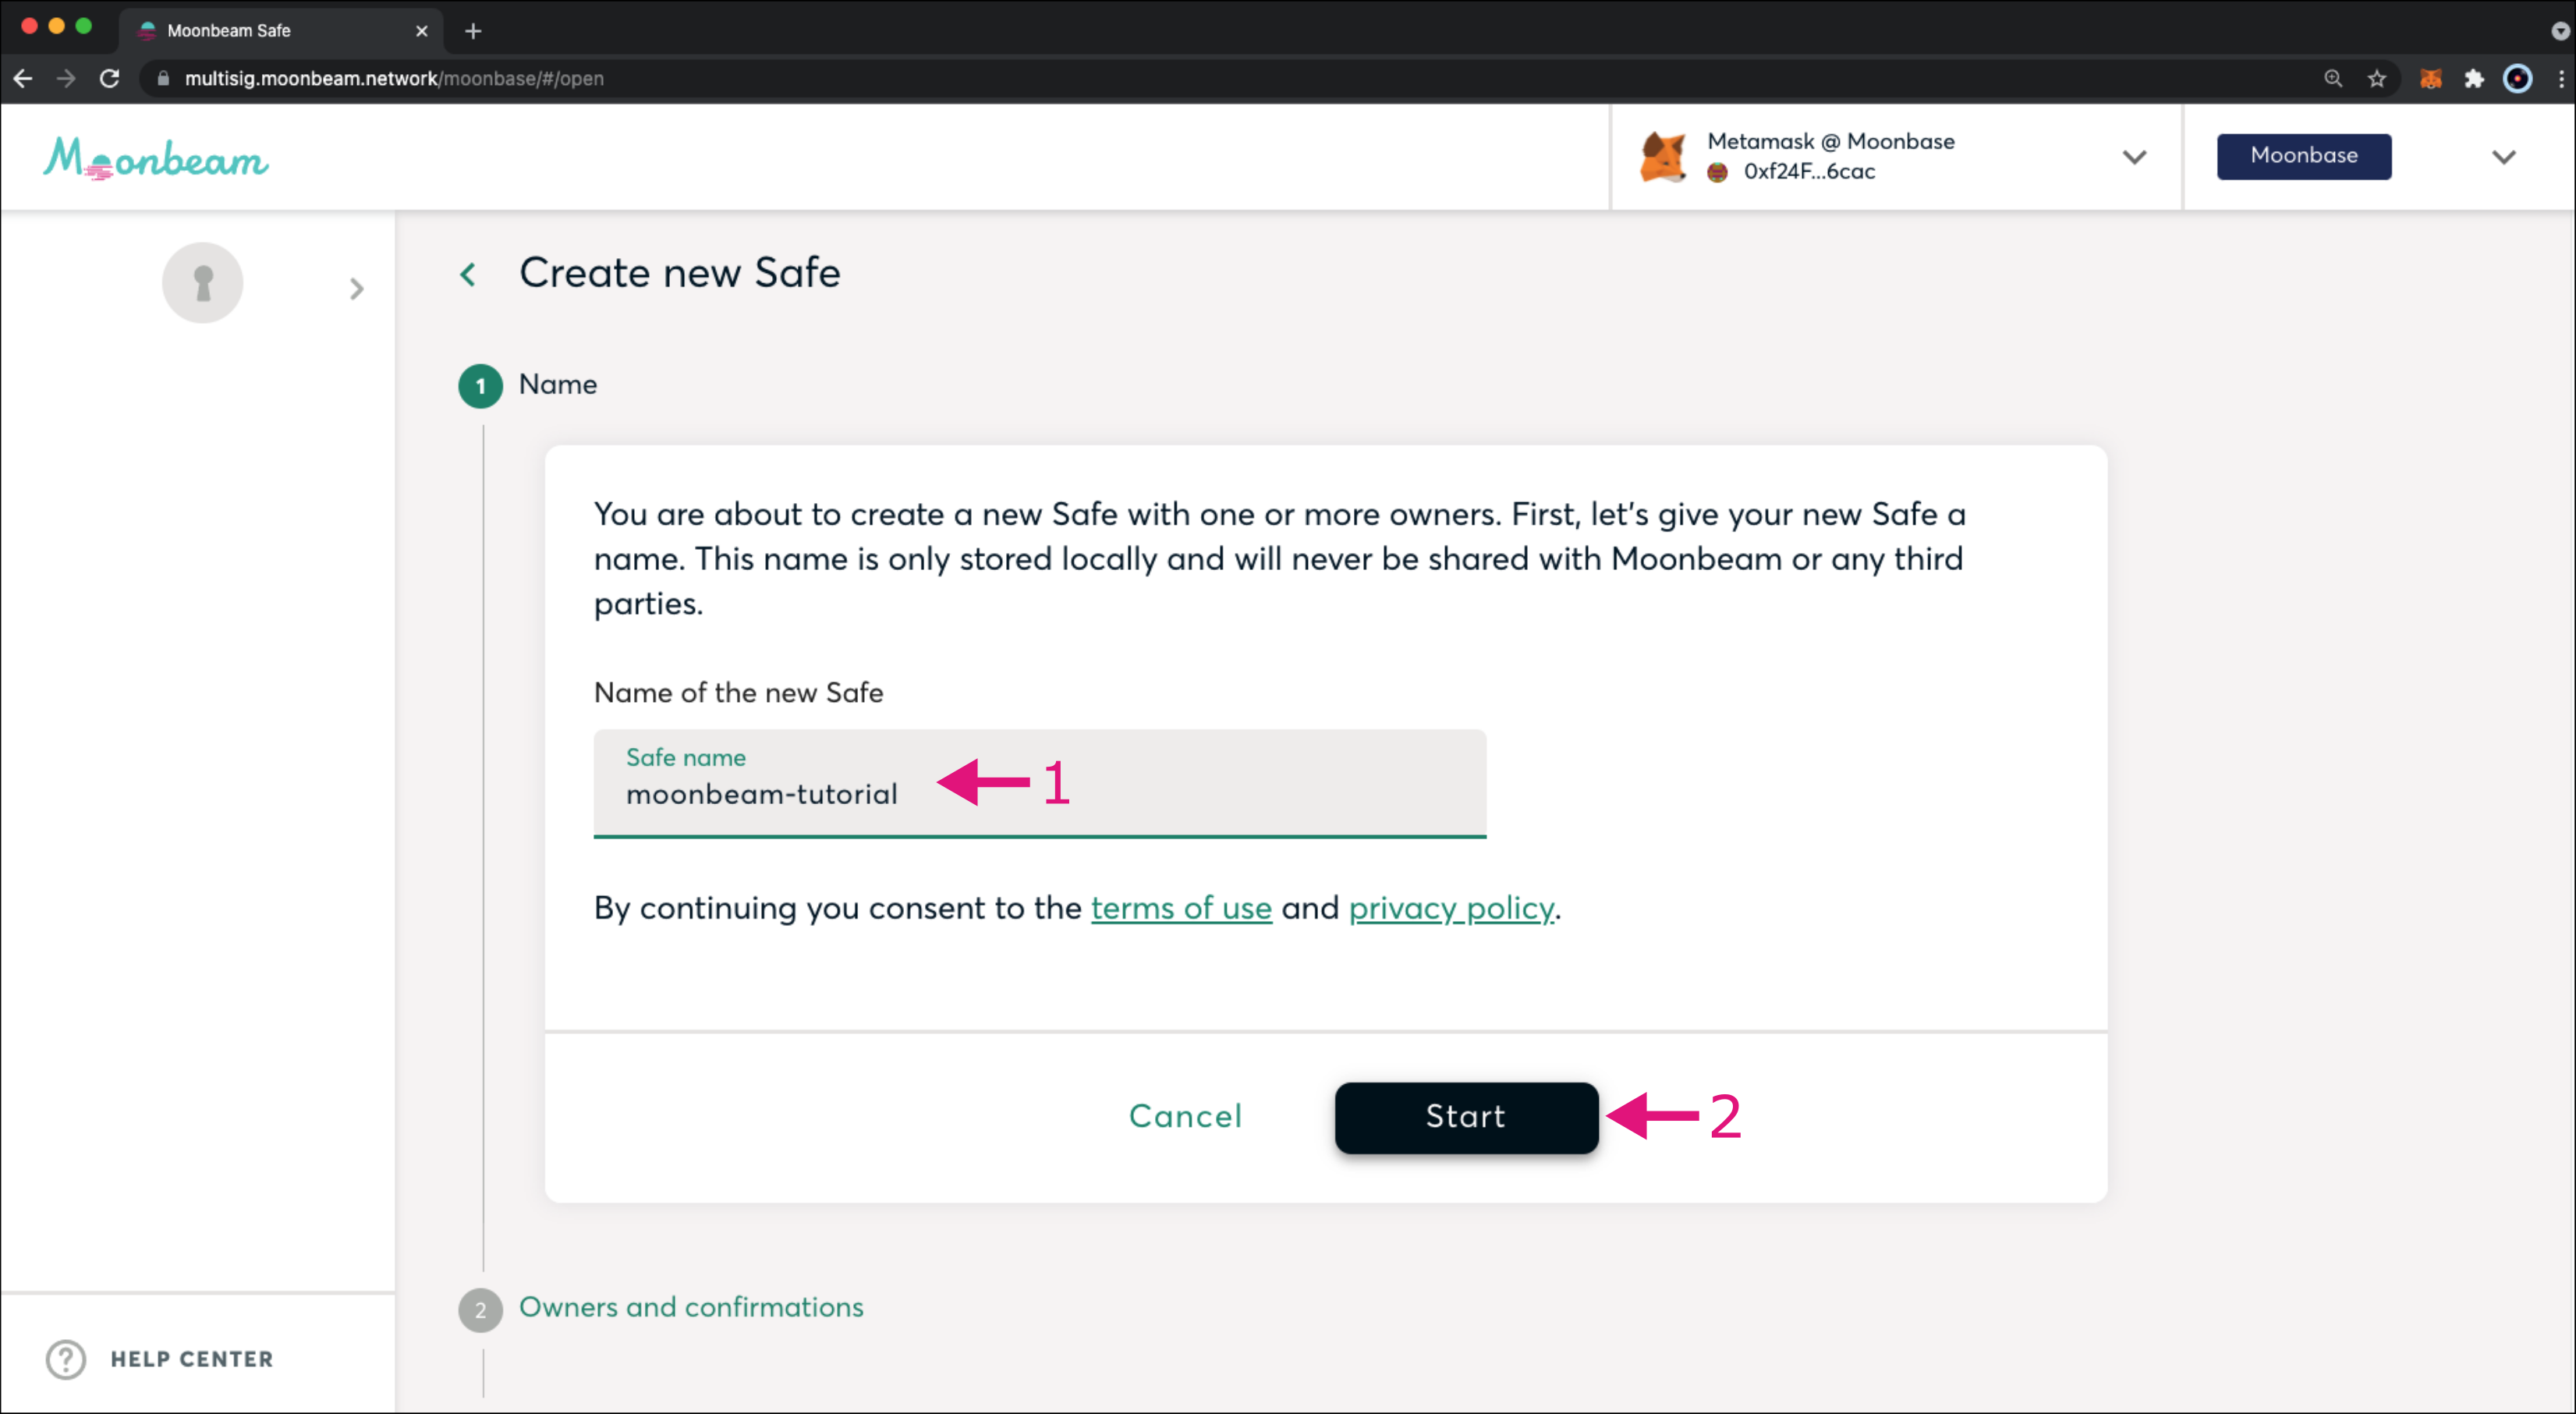 Moonbeam Safe
multisig.moonbeam.network/moonbase/#/open
Moonbeam
Metamask @ Moonbase
0xf24F...6cac
Moonbase
Create new Safe
1 Name
You are about to create a new Safe with one or more owners. First, let's give your new Safe a
name. This name is only stored locally and will never be shared with Moonbeam or any third
parties.
Name of the new Safe
Safe name
moonbeam-tutorial
1
By continuing you consent to the terms of use and privacy policy.
Cancel
Start
2
2 Owners and confirmations
? HELP CENTER